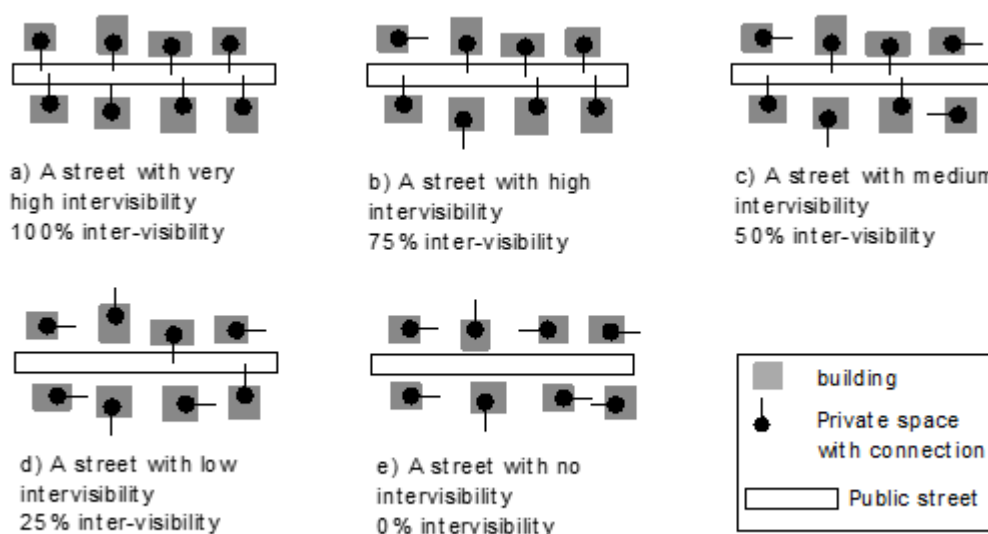 a) A street with very
high intervisibility
100% inter-visibility
b) A street with high
intervisibility
75% inter-visibility
c) A street with medium
intervisibility
50% inter-visibility
d) A street with low
intervisibility
25% inter-visibility
e) A street with no
intervisibility
0% intervisibility
building
Private space
with connection
Public street